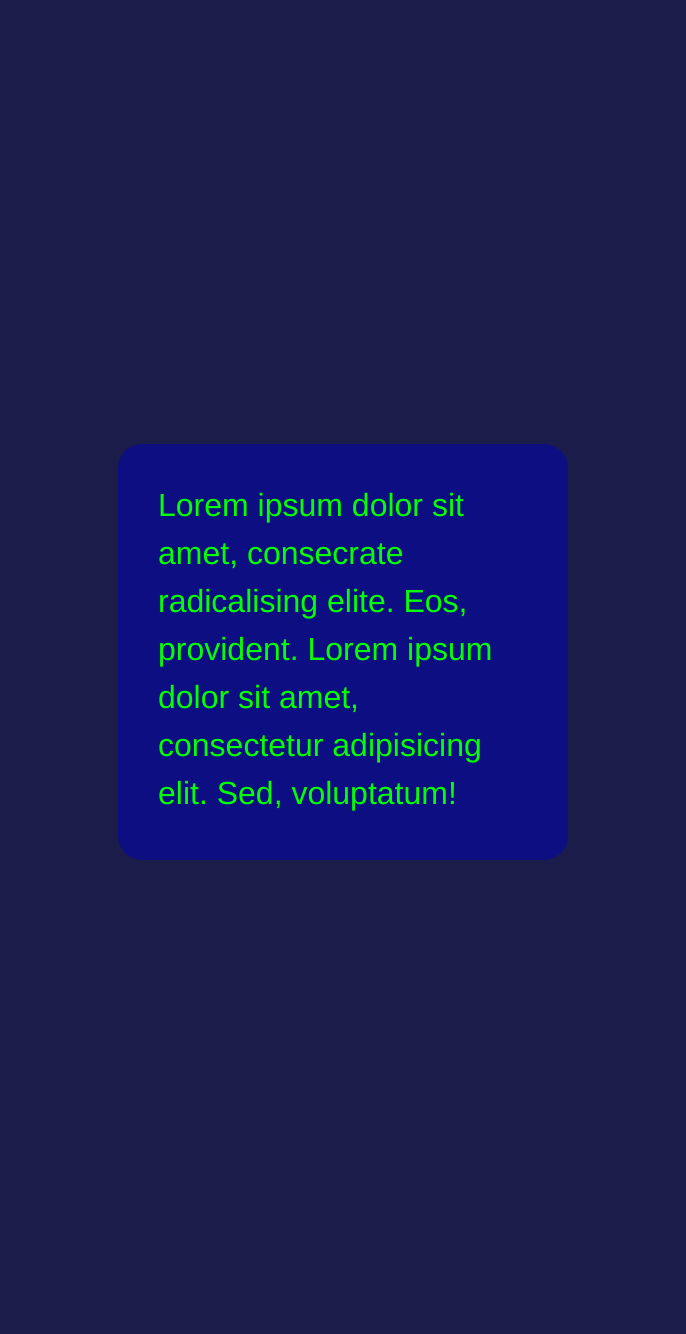 Lorem ipsum dolor sit
amet, consecrate
radicalising elite. Eos,
provident. Lorem ipsum
dolor sit amet,
consectetur adipisicing
elit. Sed, voluptatum!